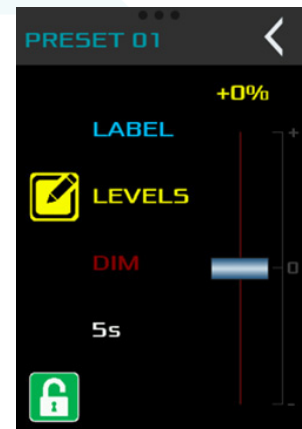 PRESET 01
+0%
LABEL
+
LEVELS
DIM
0
5s
-